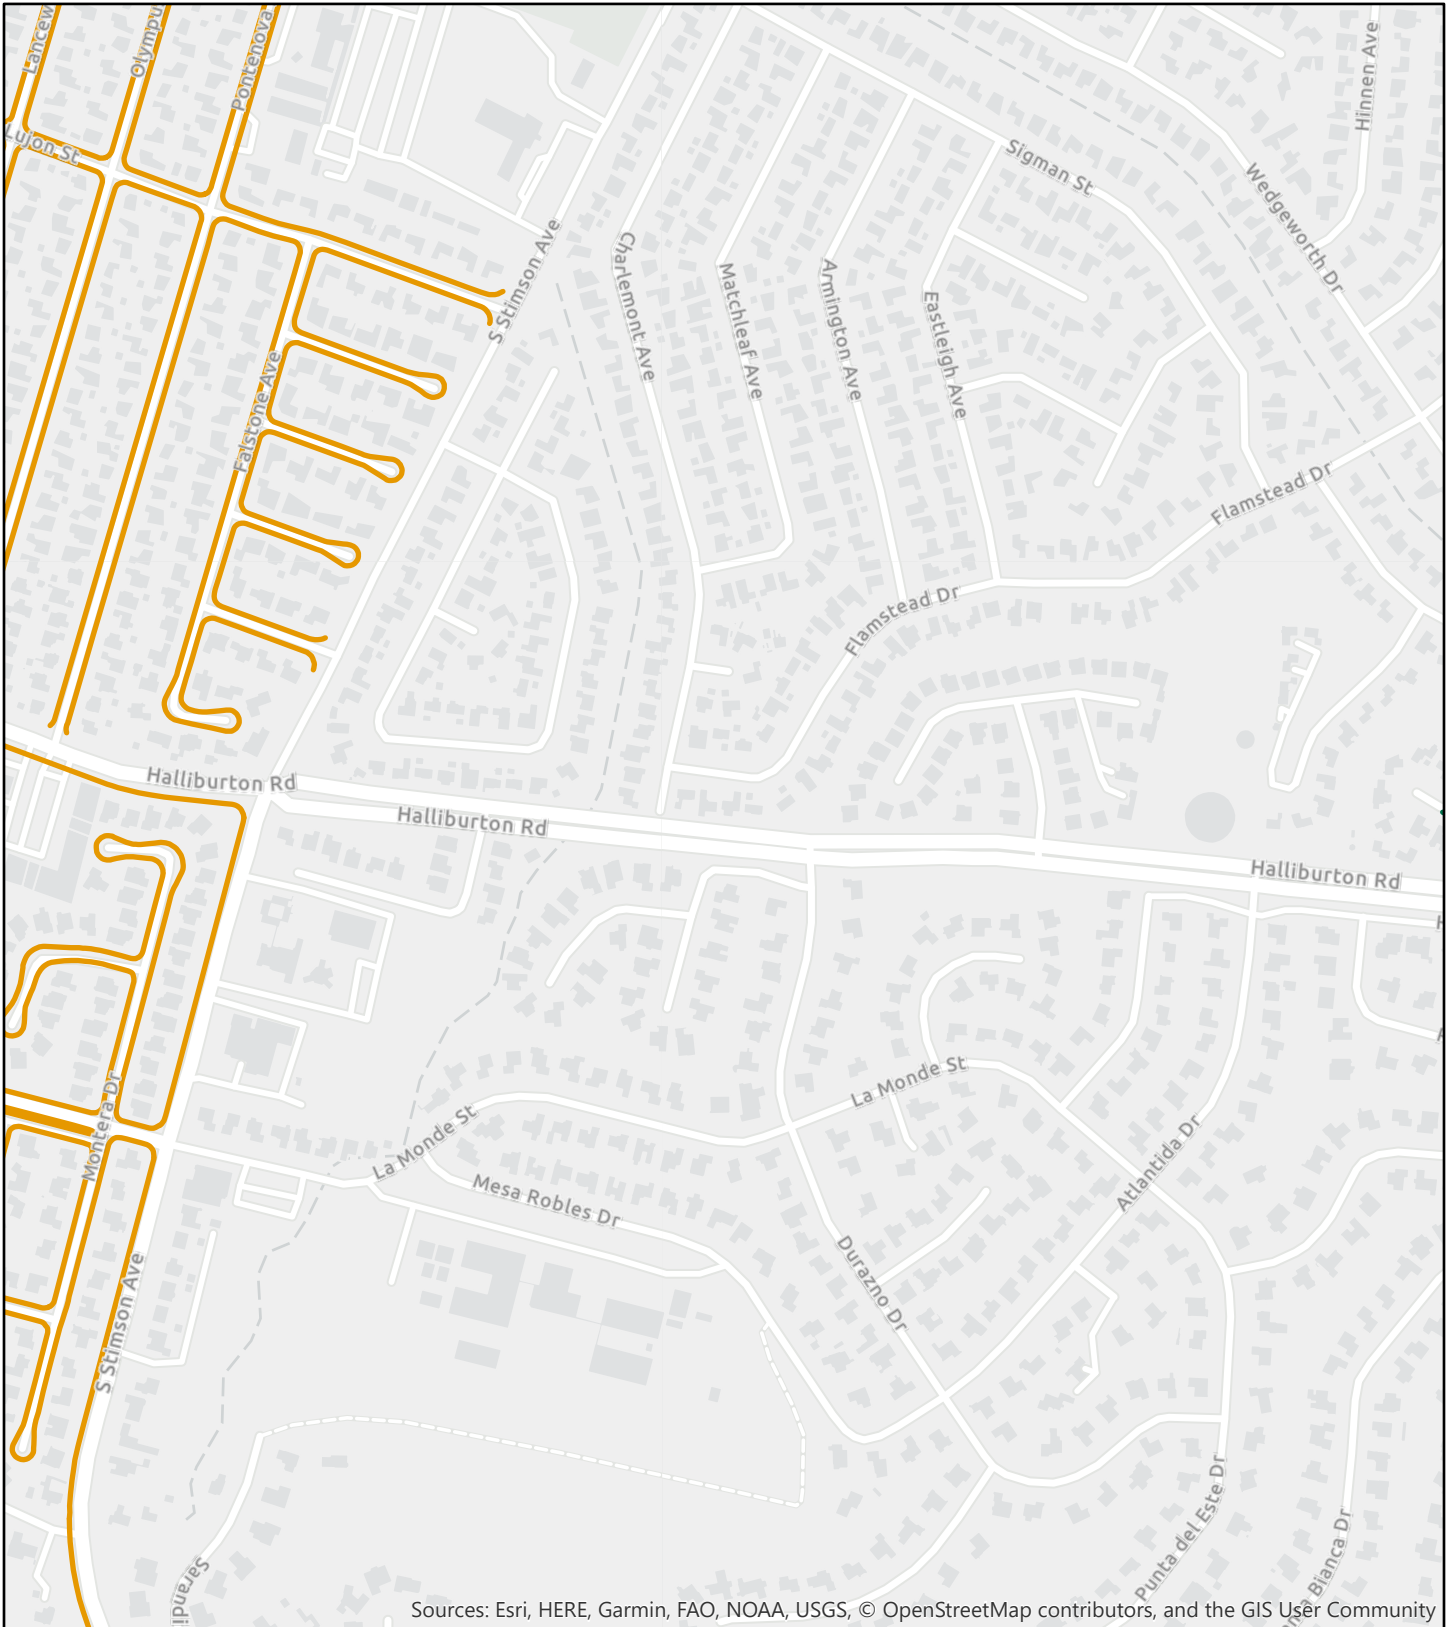 Lancew
Olympu
Pontenova
Hinnen Ave
Lujon St
Sigman St
Wedgeworth Dr
S Stimson Ave
Charlemont Ave
Matchleaf Ave
Armington Ave
Eastleigh Ave
Falstone Ave
Flamstead Dr
Flamstead Dr
Halliburton Rd
Halliburton Rd
Halliburton Rd
H
A
La Monde St
Montera Dr
La Monde St
Atlantida Dr
Mesa Robles Dr
Durazno Dr
S Stimson Ave
Punta del Este Dr
Bianca Dr
Sarandi
Sources: Esri, HERE, Garmin, FAO, NOAA, USGS, © OpenStreetMap contributors, and the GIS User Community